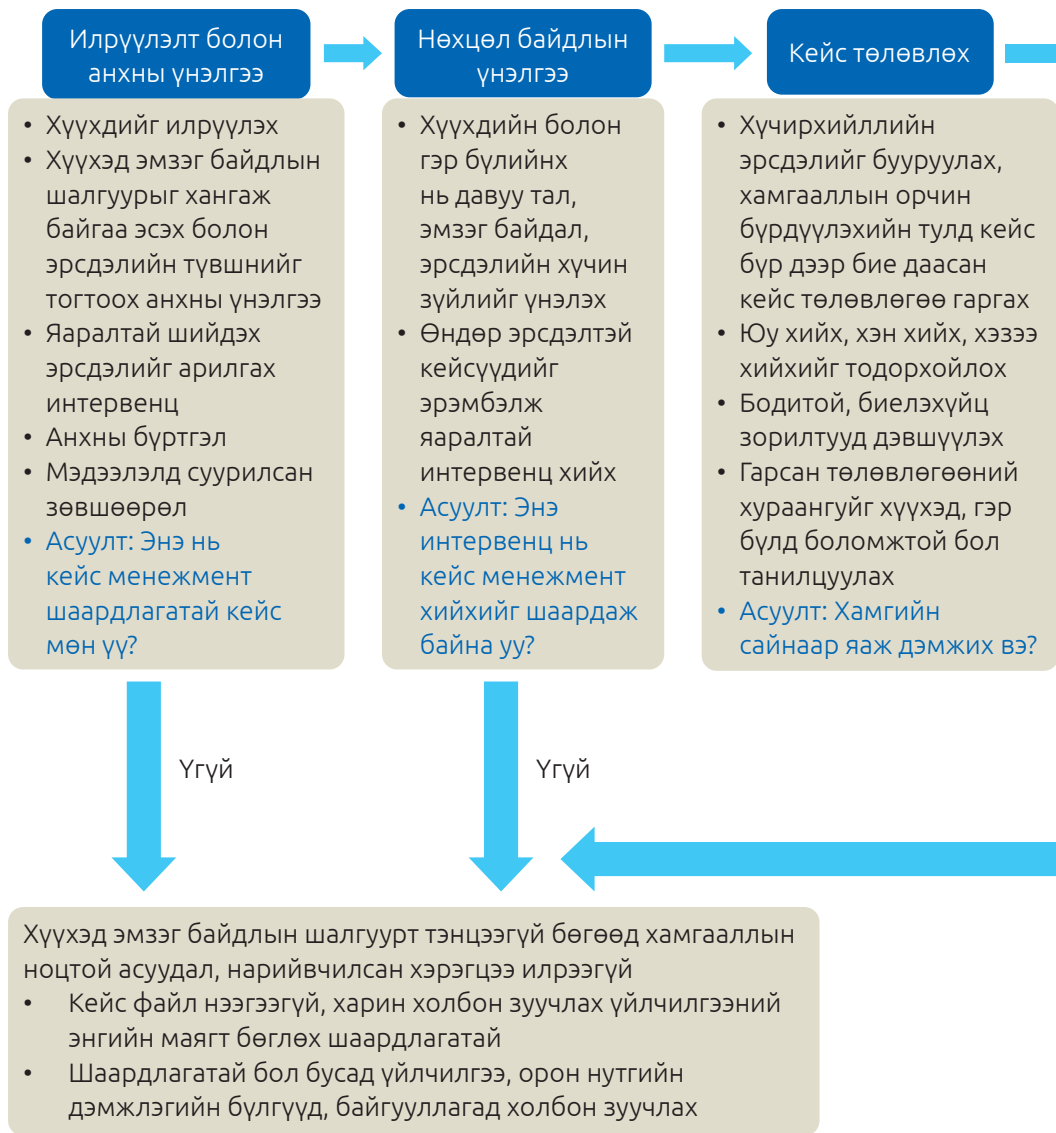 Илрүүлэлт болон
анхны үнэлгээ
Нөхцөл байдлын
үнэлгээ
Кейс төлөвлөх
• Хүүхдийг илрүүлэх
• Хүүхэд эмзэг байдлын
шалгуурыг хангаж
байгаа эсэх болон
эрсдэлийн түвшнийг
тогтоох анхны үнэлгээ
• Яаралтай шийдэх
эрсдэлийг арилгах
интервенц
• Анхны бүртгэл
• Мэдээлэлд суурилсан
зөвшөөрөл
• Асуулт: Энэ нь
кейс менежмент
шаардлагатай кейс
мөн үү?
• Хүүхдийн болон
гэр бүлийнх
нь давуу тал,
эмзэг байдал,
эрсдэлийн хүчин
зүйлийг үнэлэх
• Өндөр эрсдэлтэй
кейсүүдийг
эрэмбэлж
яаралтай
интервенц хийх
• Асуулт: Энэ
интервенц нь
кейс менежмент
хийхийг шаардаж
байна уу?
• Хүчирхийллийн
эрсдэлийг бууруулах,
хамгааллын орчин
бүрдүүлэхийн тулд кейс
бүр дээр бие даасан
кейс төлөвлөгөө гаргах
• Юу хийх, хэн хийх, хэзээ
хийхийг тодорхойлох
• Бодитой, биелэхүйц
зорилтууд дэвшүүлэх
• Гарсан төлөвлөгөөний
хураангуйг хүүхэд, гэр
бүлд боломжтой бол
танилцуулах
• Асуулт: Хамгийн
сайнаар яаж дэмжих вэ?
Үгүй
Үгүй
Хүүхэд эмзэг байдлын шалгуурт тэнцээгүй бөгөөд хамгааллын
ноцтой асуудал, нарийвчилсан хэрэгцээ илрээгүй
• Кейс файл нээгээгүй, харин холбон зуучлах үйлчилгээний
энгийн маягт бөглөх шаардлагатай
• Шаардлагатай бол бусад үйлчилгээ, орон нутгийн
дэмжлэгийн бүлгүүд, байгууллагад холбон зуучлах